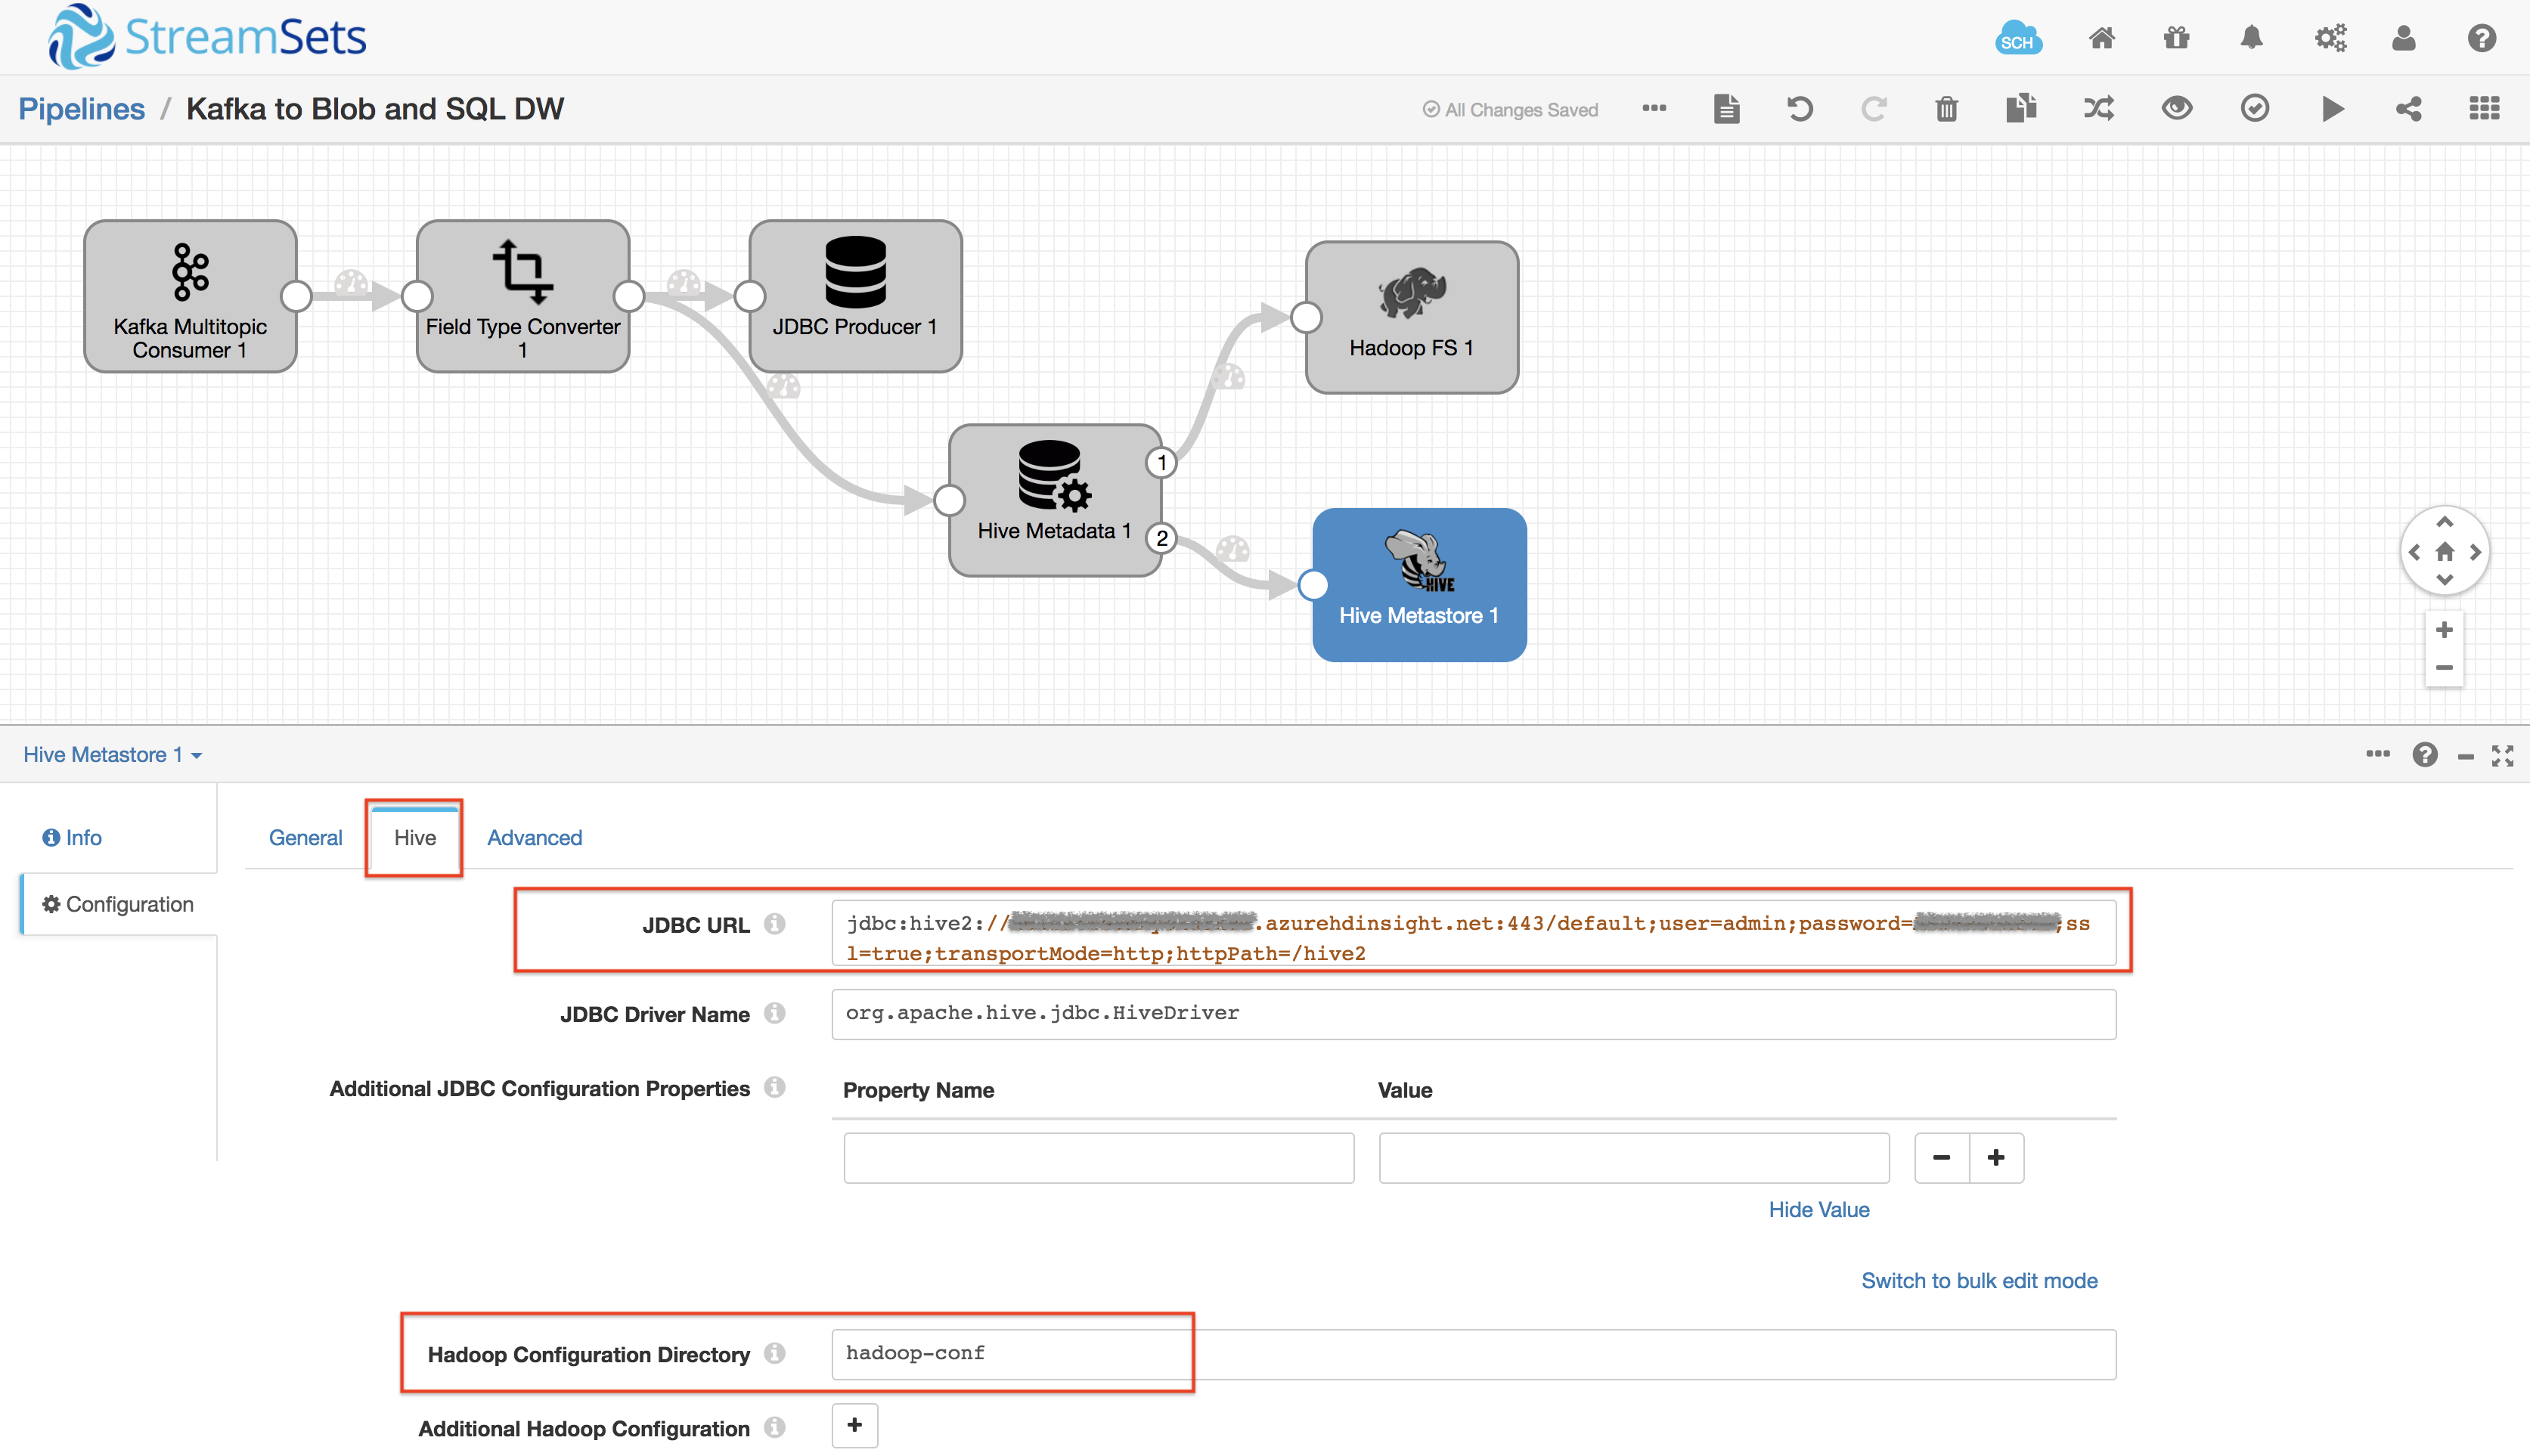 StreamSets
SCH
Pipelines / Kafka to Blob and SQL DW
All Changes Saved
Kafka Multitopic
Consumer 1
Field Type Converter
1
JDBC Producer 1
Hadoop FS 1
1
Hive Metadata 1
2
HIVE
Hive Metastore 1
Hive Metastore 1
Info
General
Hive
Advanced
Configuration
JDBC URL
jdbc:hive2://.azurehdinsight.net:443/default;user=admin;password=;ss
l=true;transportMode=http;httpPath=/hive2
JDBC Driver Name
org.apache.hive.jdbc.HiveDriver
Additional JDBC Configuration Properties
Property Name
Value
Hide Value
Switch to bulk edit mode
Hadoop Configuration Directory
hadoop-conf
Additional Hadoop Configuration